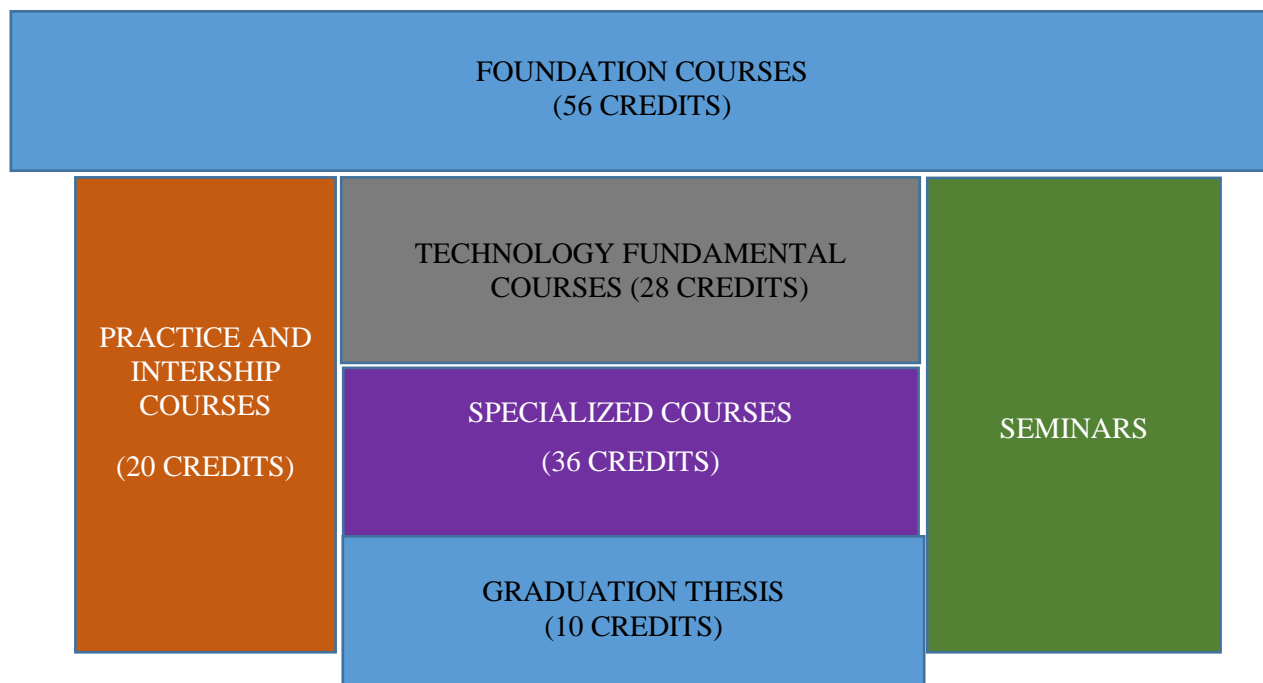 FOUNDATION COURSES
(56 CREDITS)
TECHNOLOGY FUNDAMENTAL
COURSES (28 CREDITS)
PRACTICE AND
INTERSHIP
COURSES
(20 CREDITS)
SPECIALIZED COURSES
(36 CREDITS)
SEMINARS
GRADUATION THESIS
(10 CREDITS)